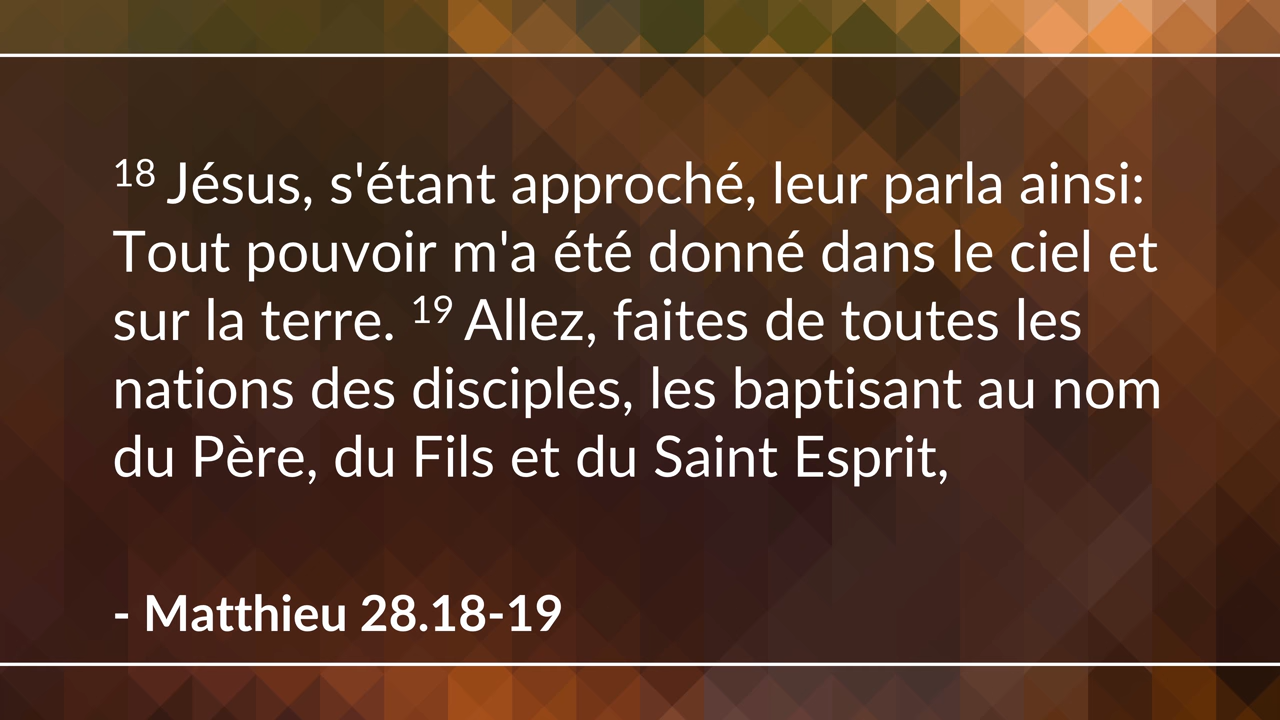 18 Jésus, s'étant approché, leur parla ainsi:
Tout pouvoir m'a été donné dans le ciel et
sur la terre. 19 Allez, faites de toutes les
nations des disciples, les baptisant au nom
du Père, du Fils et du Saint Esprit,
- Matthieu 28.18-19